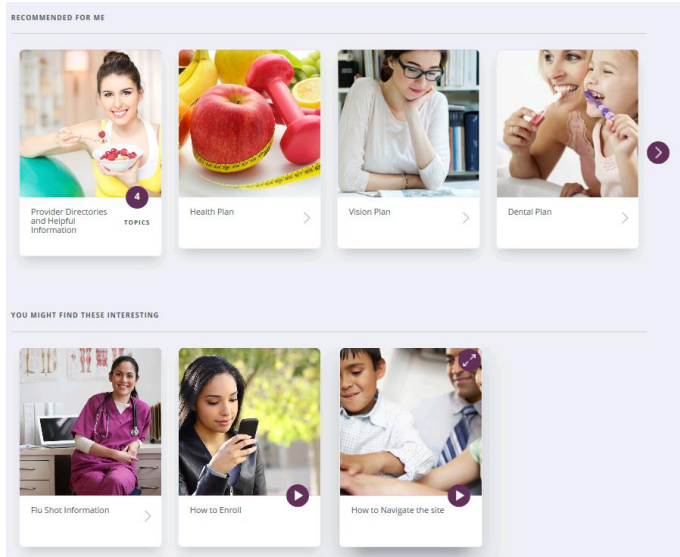 RECOMMENDED FOR ME
4
Provider Directories
and Helpful
Information
TOPICS
Health Plan
Vision Plan
Dental Plan
YOU MIGHT FIND THESE INTERESTING
Flu Shot Information
How to Enroll
How to Navigate the site